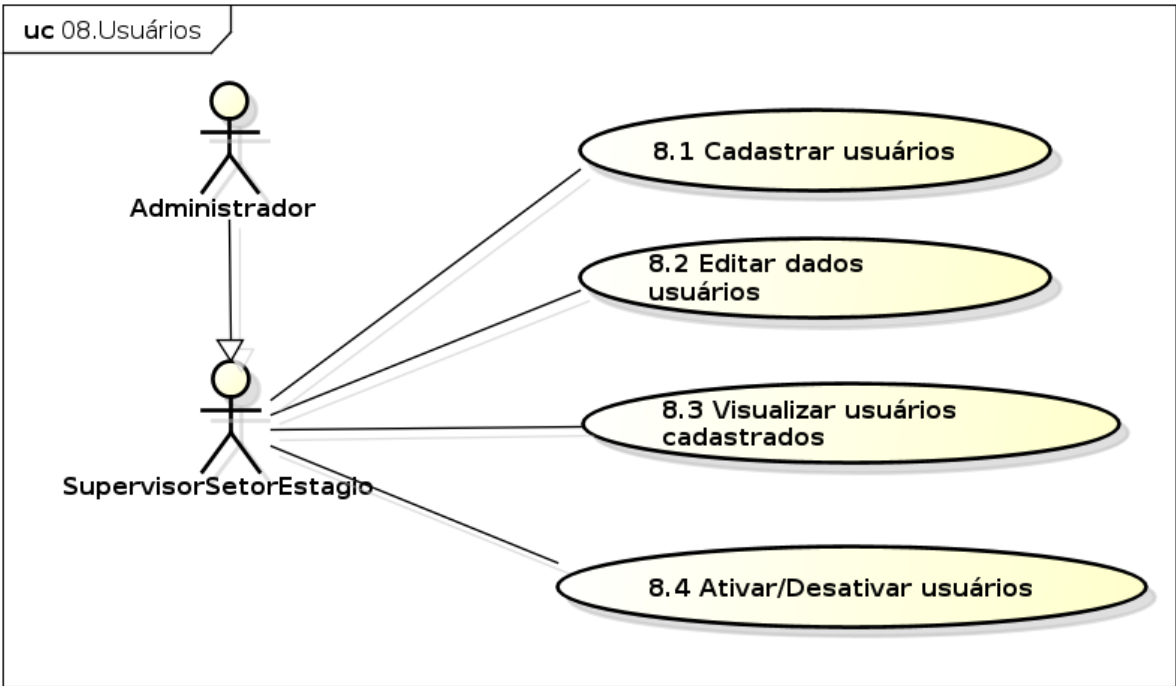 uc 08.Usuários
Administrador
8.1 Cadastrar usuários
8.2 Editar dados
usuários
8.3 Visualizar usuários
cadastrados
SupervisorSetorEstagio
8.4 Ativar/Desativar usuários